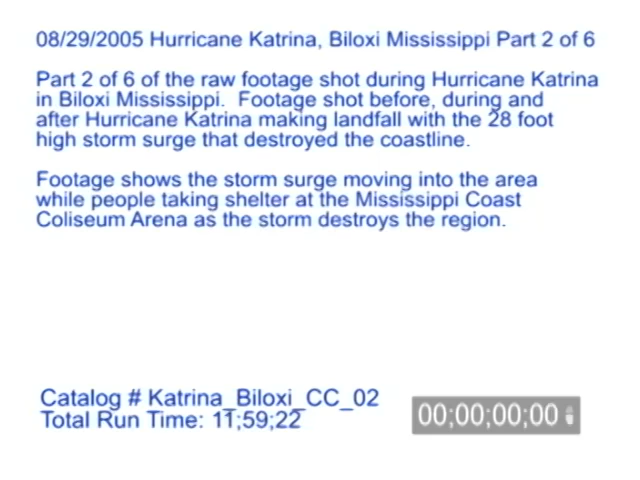 08/29/2005 Hurricane Katrina, Biloxi Mississippi Part 2 of 6
Part 2 of 6 of the raw footage shot during Hurricane Katrina
in Biloxi Mississippi.  Footage shot before, during and
after Hurricane Katrina making landfall with the 28 foot
high storm surge that destroyed the coastline.
Footage shows the storm surge moving into the area
while people taking shelter at the Mississippi Coast
Coliseum Arena as the storm destroys the region.
Catalog # Katrina_Biloxi_CC_02
Total Run Time: 11;59;22
00;00;00;00